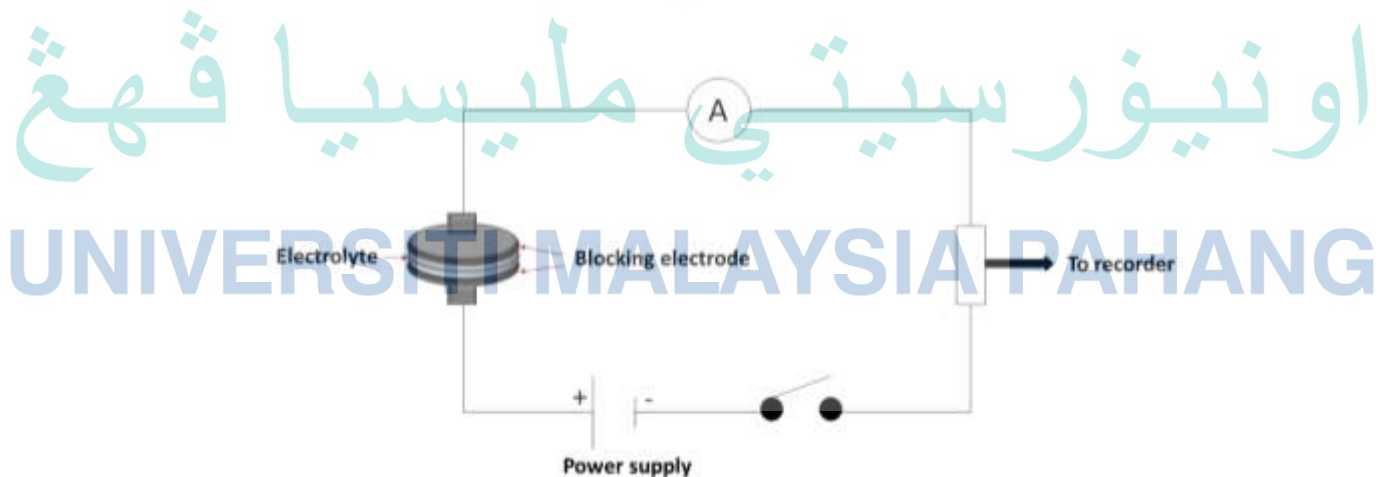 اونيۏرسيتي مليسيا ڤهڠ
A
UNIVERSITI MALAYSIA PAHANG
Electrolyte
Blocking electrode
To recorder
+
-
Power supply